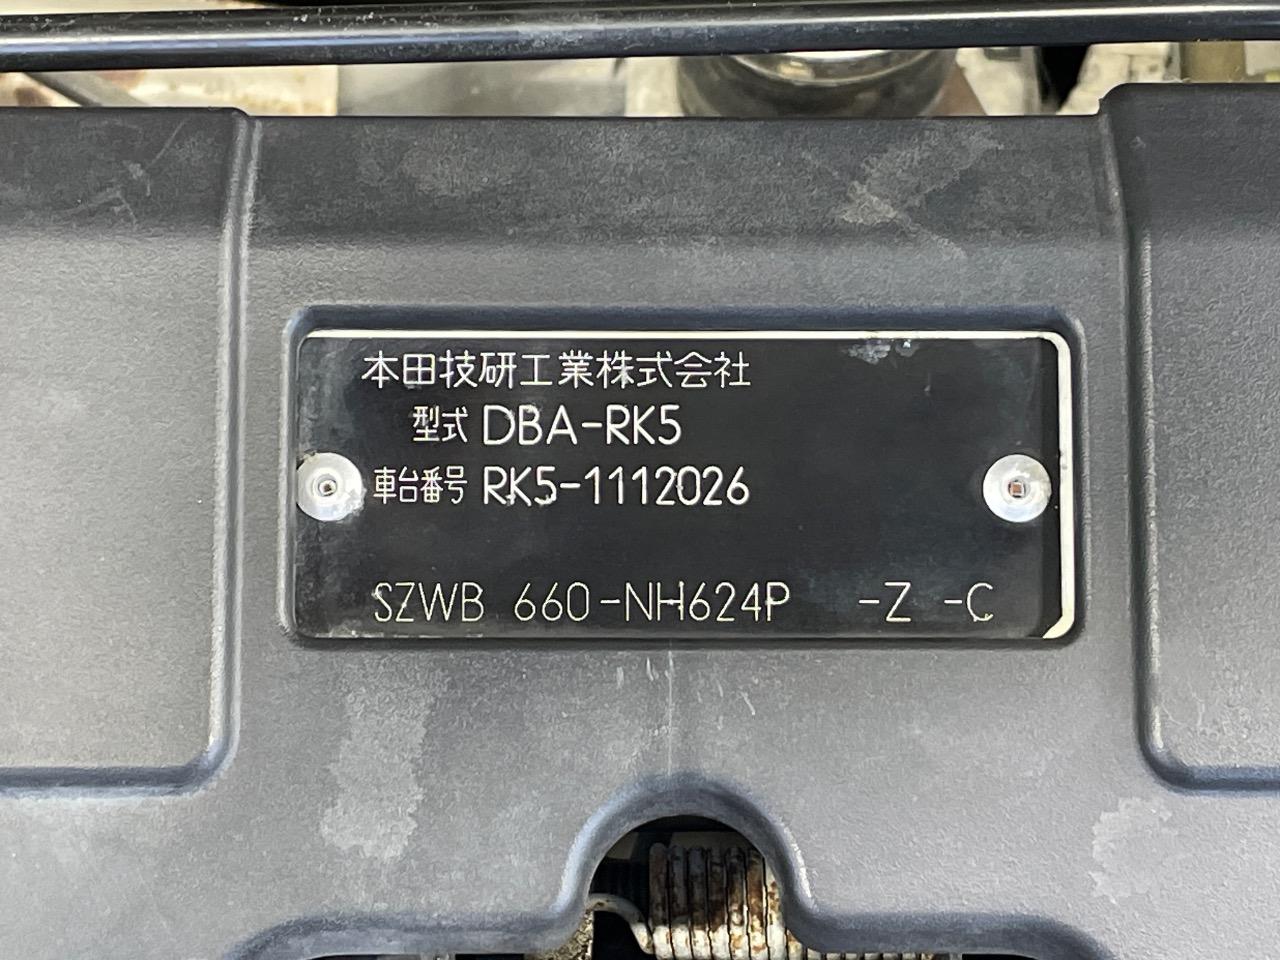 本田技研工業株式会社
型式 DBA-RK5
車台番号 RK5-1112026
SZWB 660-NH624P -Z -C